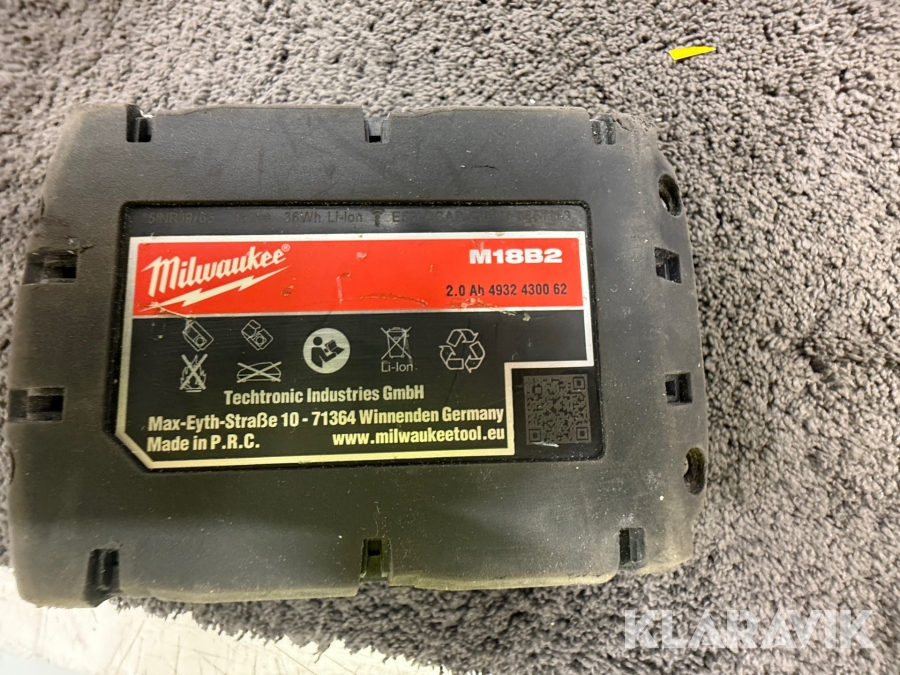 36Wh Li-Ion
Milwaukee®
M18B2
2.0 Ah 4932 4300 62
Li-Ion
Techtronic Industries GmbH
Max-Eyth-Straße 10 - 71364 Winnenden Germany
Made in P.R.C. www.milwaukeetool.eu
KLARAVIK